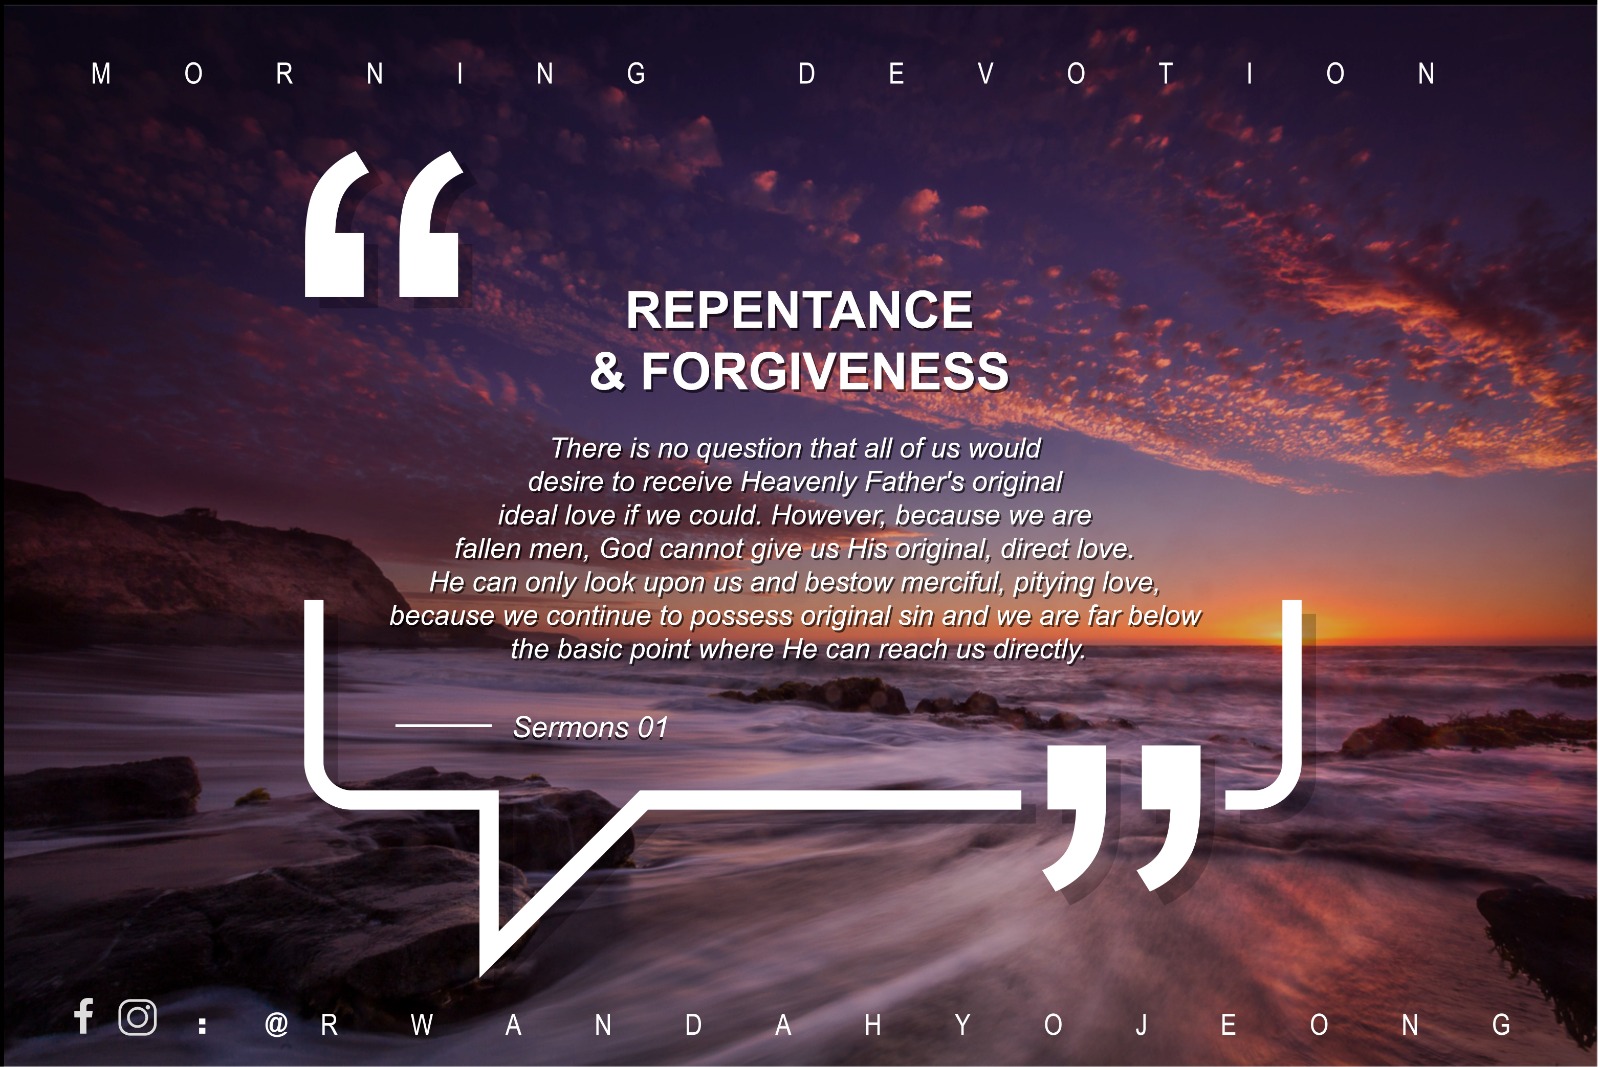 MORNING DEVOTION
REPENTANCE
& FORGIVENESS
There is no question that all of us would
desire to receive Heavenly Father's original
ideal love if we could. However, because we are
fallen men, God cannot give us His original, direct love.
He can only look upon us and bestow merciful, pitying love,
because we continue to possess original sin and we are far below
the basic point where He can reach us directly.
Sermons 01
: @RWANDAHYOJEONG